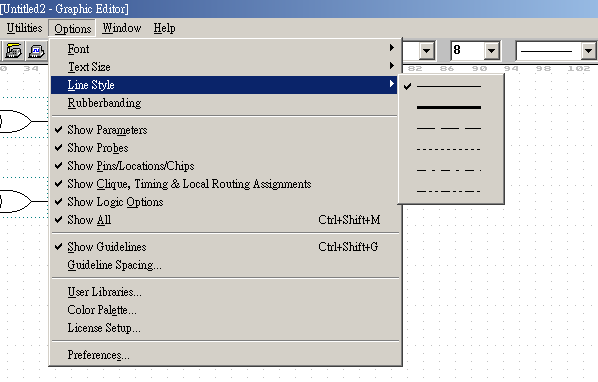 [Untitled2 - Graphic Editor]
Utilities Options Window Help
8
0 34 82 86 90 94 98 102
Font
Text Size
Line Style
Rubberbanding
Show Parameters
Show Probes
Show Pins/Locations/Chips
Show Clique, Timing & Local Routing Assignments
Show Logic Options
Show All Ctrl+Shift+M
Show Guidelines Ctrl+Shift+G
Guideline Spacing...
User Libraries...
Color Palette...
License Setup...
Preferences...